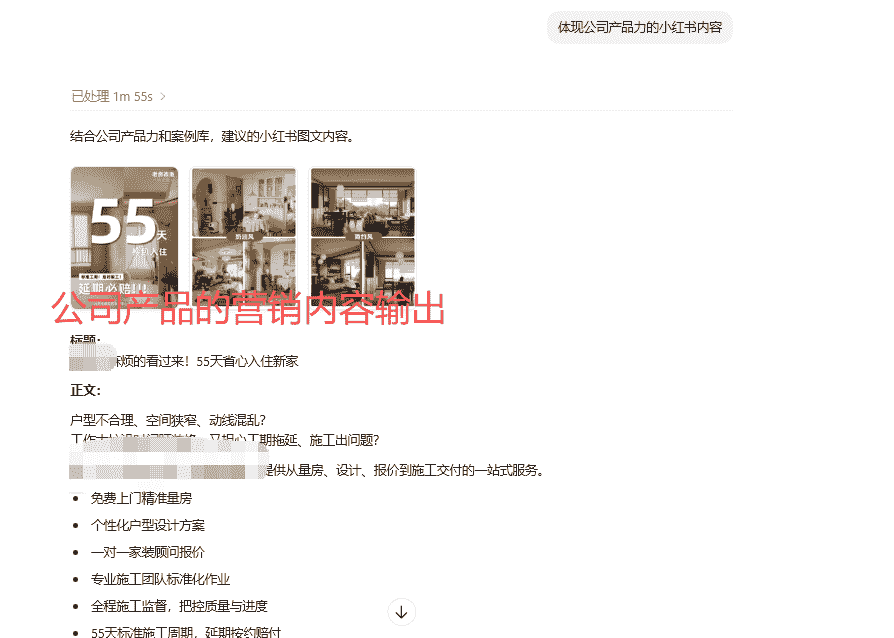 体现公司产品力的小红书内容
已处理 1m 55s
结合公司产品力和案例库，建议的小红书图文内容。
55天
入住
延期必赔!!!
公司产品的营销内容输出
标题：
麻烦的看过来！55天省心入住新家
正文：
户型不合理、空间狭窄、动线混乱？
担心工期拖延、施工出问题？
提供从量房、设计、报价到施工交付的一站式服务。
• 免费上门精准量房
• 个性化户型设计方案
• 一对一家装顾问报价
• 专业施工团队标准化作业
• 全程施工监督，把控质量与进度
• 55天标准施工周期，延期按约赔付